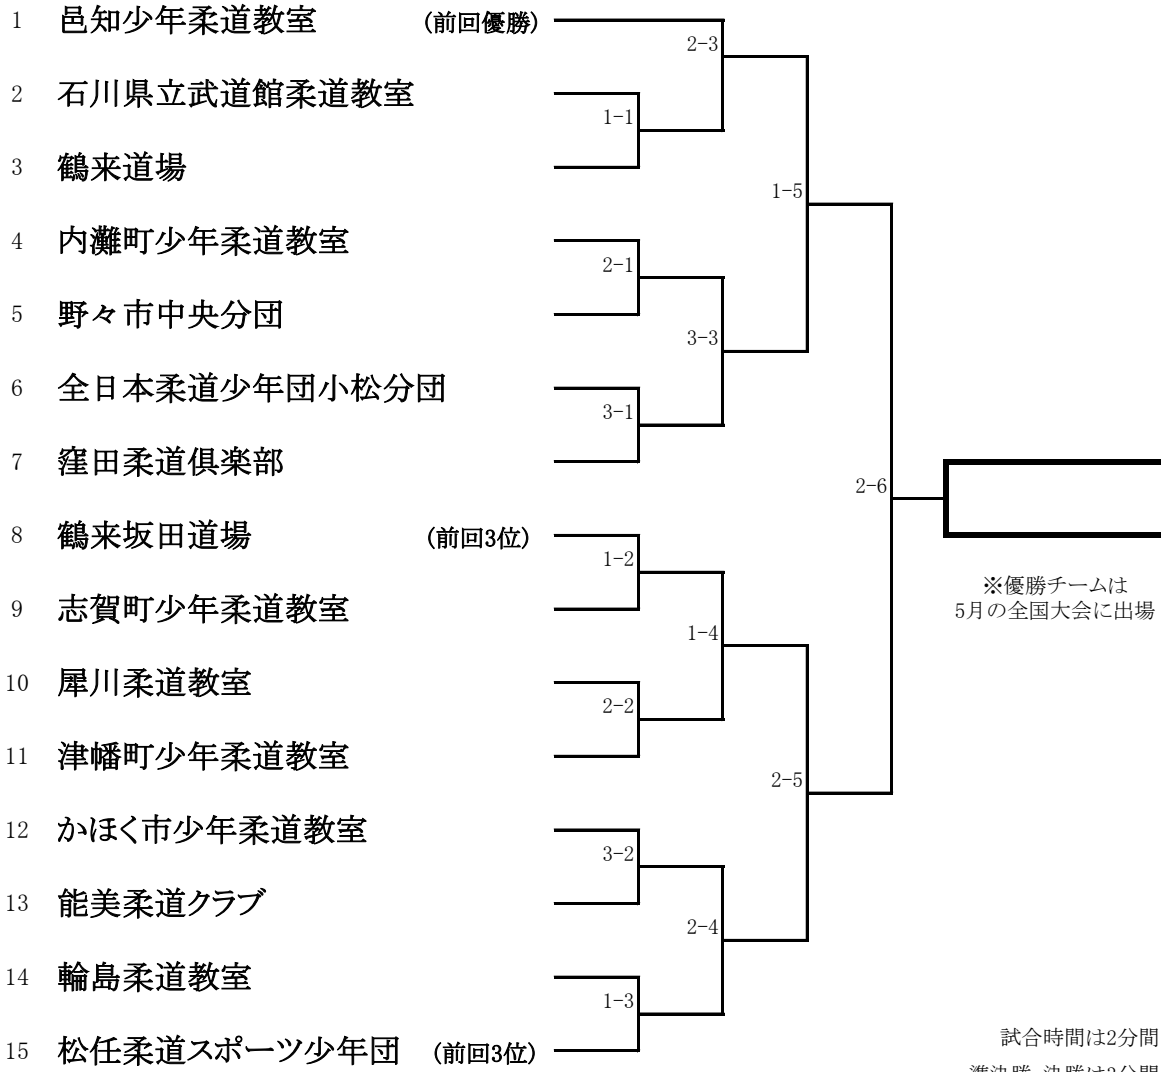 1 邑知少年柔道教室 (前回優勝)
2-3
2 石川県立武道館柔道教室
1-1
3 鶴来道場
1-5
4 内灘町少年柔道教室
2-1
5 野々市中央分団
3-3
6 全日本柔道少年団小松分団
3-1
7 窪田柔道倶楽部
2-6
8 鶴来坂田道場 (前回3位)
1-2
※優勝チームは
5月の全国大会に出場
9 志賀町少年柔道教室
1-4
10 犀川柔道教室
2-2
11 津幡町少年柔道教室
2-5
12 かほく市少年柔道教室
3-2
13 能美柔道クラブ
2-4
14 輪島柔道教室
1-3
試合時間は2分間
15 松任柔道スポーツ少年団 (前回3位)